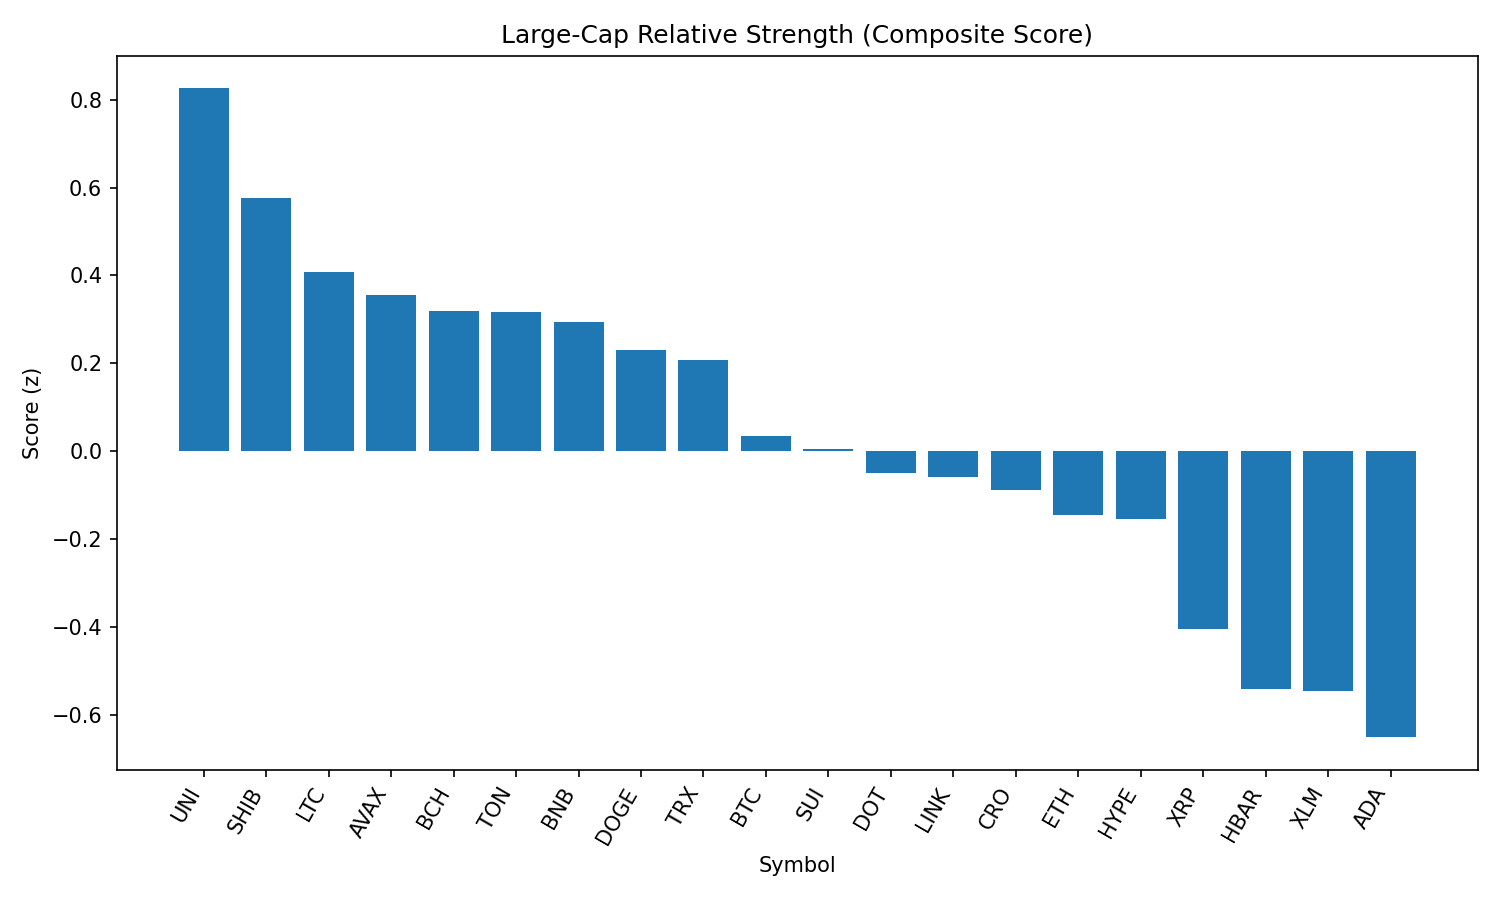 Large-Cap Relative Strength (Composite Score)
Score (z)
0.8
0.6
0.4
0.2
0.0
−0.2
−0.4
−0.6
UNI
SHIB
LTC
AVAX
BCH
TON
BNB
DOGE
TRX
BTC
SUI
DOT
LINK
CRO
ETH
HYPE
XRP
HBAR
XLM
ADA
Symbol